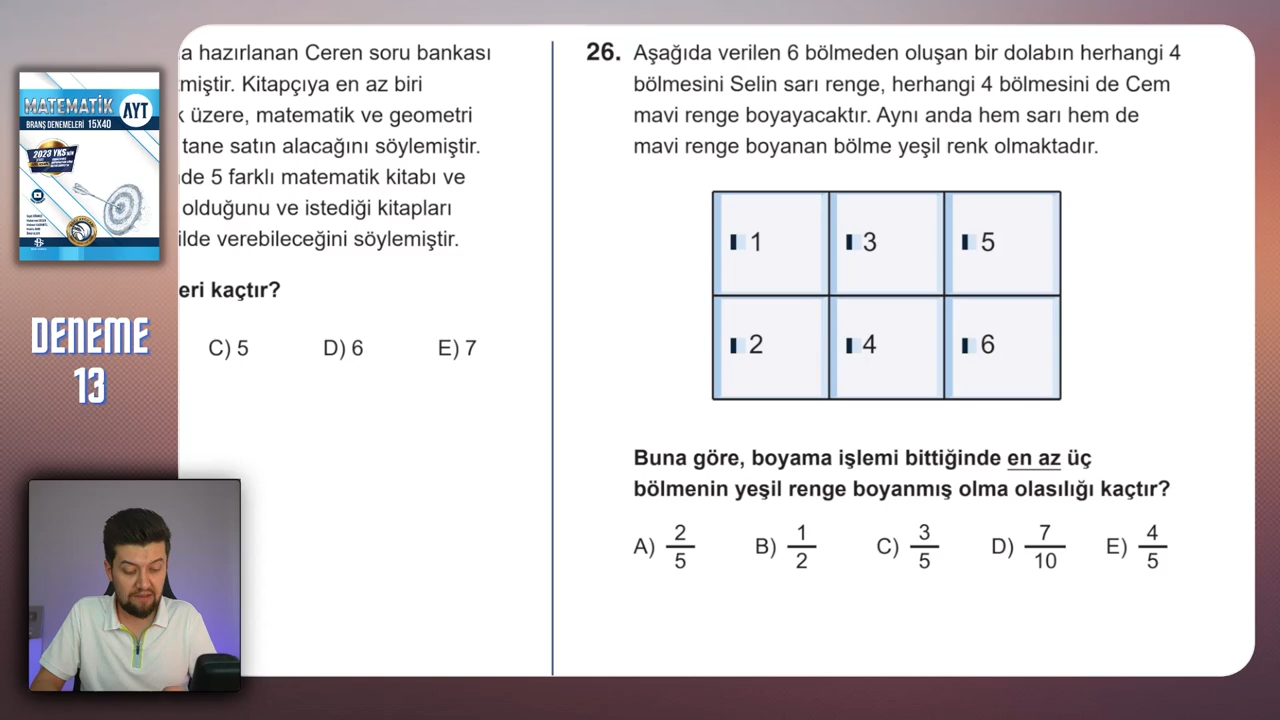 MATEMATİK
AYT
BRANŞ DENEMELERİ 15X40
DENEME
13
a hazırlanan Ceren soru bankası
miştir. Kitapçıya en az biri
k üzere, matematik ve geometri
tane satın alacağını söylemiştir.
de 5 farklı matematik kitabı ve
olduğunu ve istediği kitapları
ilde verebileceğini söylemiştir.
eri kaçtır?
C) 5 D) 6 E) 7
26. Aşağıda verilen 6 bölmeden oluşan bir dolabın herhangi 4
bölmesini Selin sarı renge, herhangi 4 bölmesini de Cem
mavi renge boyayacaktır. Aynı anda hem sarı hem de
mavi renge boyanan bölme yeşil renk olmaktadır.
1 3 5
2 4 6
Buna göre, boyama işlemi bittiğinde en az üç
bölmenin yeşil renge boyanmış olma olasılığı kaçtır?
A) 2/5 B) 1/2 C) 3/5 D) 7/10 E) 4/5